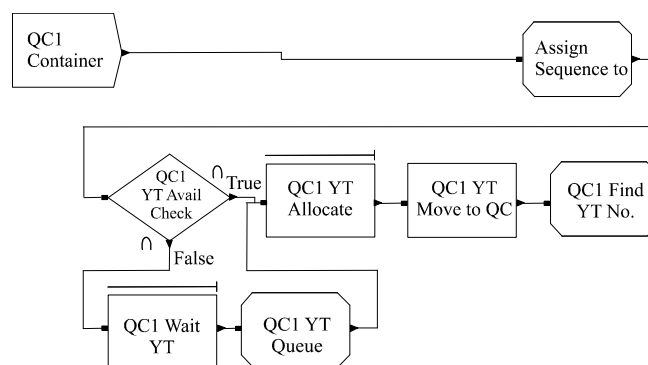 QC1
Container
Assign
Sequence to
QC1
YT Avail
Check
True
False
QC1 YT
Allocate
QC1 YT
Move to QC
QC1 Find
YT No.
QC1 Wait
YT
QC1 YT
Queue